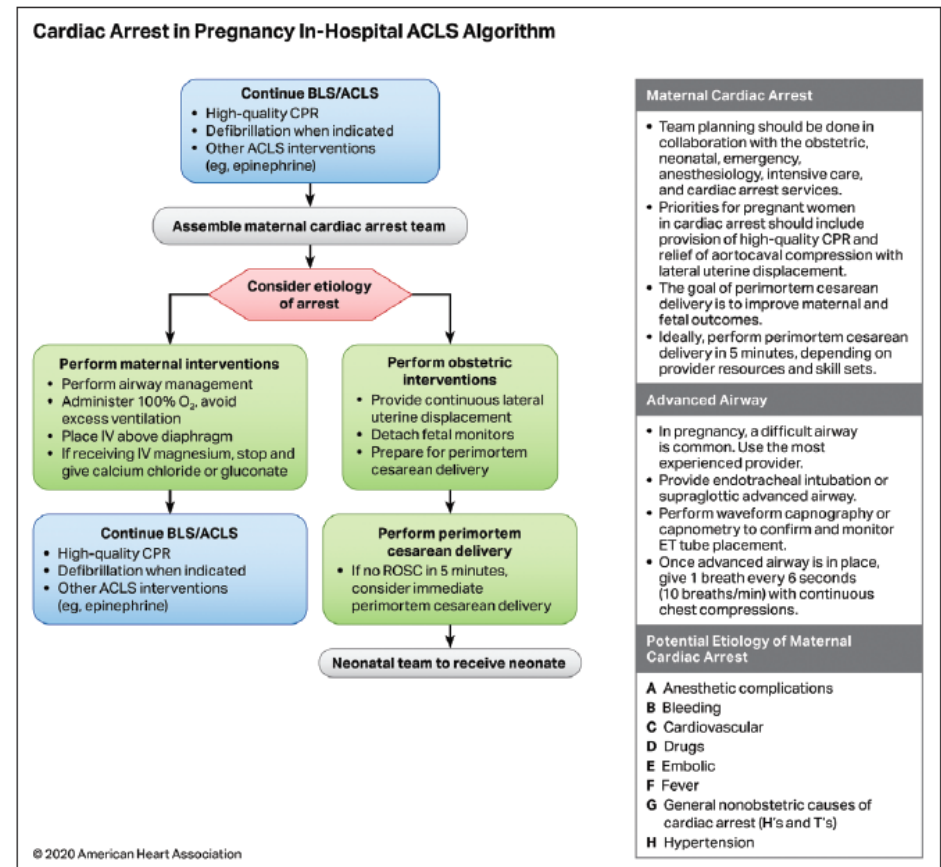 Cardiac Arrest in Pregnancy In-Hospital ACLS Algorithm
Continue BLS/ACLS
• High-quality CPR
• Defibrillation when indicated
• Other ACLS interventions
(eg, epinephrine)
Assemble maternal cardiac arrest team
Consider etiology
of arrest
Perform maternal interventions
• Perform airway management
• Administer 100% O₂, avoid
excess ventilation
• Place IV above diaphragm
• If receiving IV magnesium, stop and
give calcium chloride or gluconate
Continue BLS/ACLS
• High-quality CPR
• Defibrillation when indicated
• Other ACLS interventions
(eg, epinephrine)
Perform obstetric
interventions
• Provide continuous lateral
uterine displacement
• Detach fetal monitors
• Prepare for perimortem
cesarean delivery
Perform perimortem
cesarean delivery
• If no ROSC in 5 minutes,
consider immediate
perimortem cesarean delivery
Neonatal team to receive neonate
Maternal Cardiac Arrest
• Team planning should be done in
collaboration with the obstetric,
neonatal, emergency,
anesthesiology, intensive care,
and cardiac arrest services.
• Priorities for pregnant women
in cardiac arrest should include
provision of high-quality CPR and
relief of aortocaval compression with
lateral uterine displacement.
• The goal of perimortem cesarean
delivery is to improve maternal and
fetal outcomes.
• Ideally, perform perimortem cesarean
delivery in 5 minutes, depending on
provider resources and skill sets.
Advanced Airway
• In pregnancy, a difficult airway
is common. Use the most
experienced provider.
• Provide endotracheal intubation or
supraglottic advanced airway.
• Perform waveform capnography or
capnometry to confirm and monitor
ET tube placement.
• Once advanced airway is in place,
give 1 breath every 6 seconds
(10 breaths/min) with continuous
chest compressions.
Potential Etiology of Maternal
Cardiac Arrest
A Anesthetic complications
B Bleeding
C Cardiovascular
D Drugs
E Embolic
F Fever
G General nonobstetric causes of
cardiac arrest (H's and T's)
H Hypertension
© 2020 American Heart Association